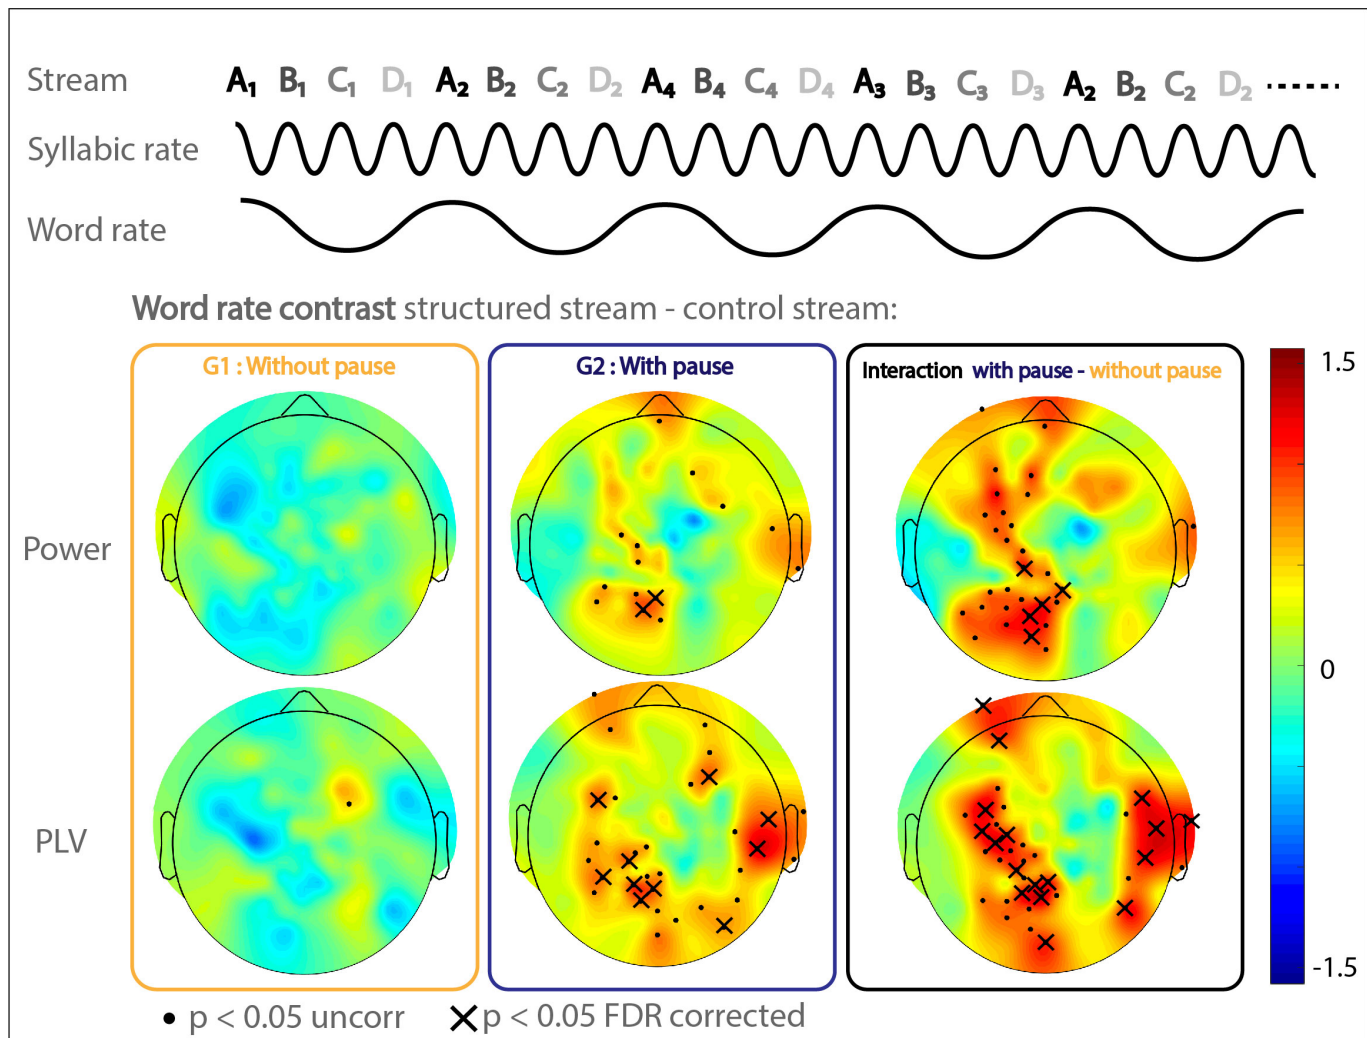 Stream A₁ B₁ C₁ D₁ A₂ B₂ C₂ D₂ A₄ B₄ C₄ D₄ A₃ B₃ C₃ D₃ A₂ B₂ C₂ D₂ ------
Syllabic rate
Word rate
Word rate contrast structured stream - control stream:
G1 : Without pause
G2 : With pause
Interaction with pause - without pause
1.5
0
-1.5
Power
PLV
• p < 0.05 uncorr
X p < 0.05 FDR corrected